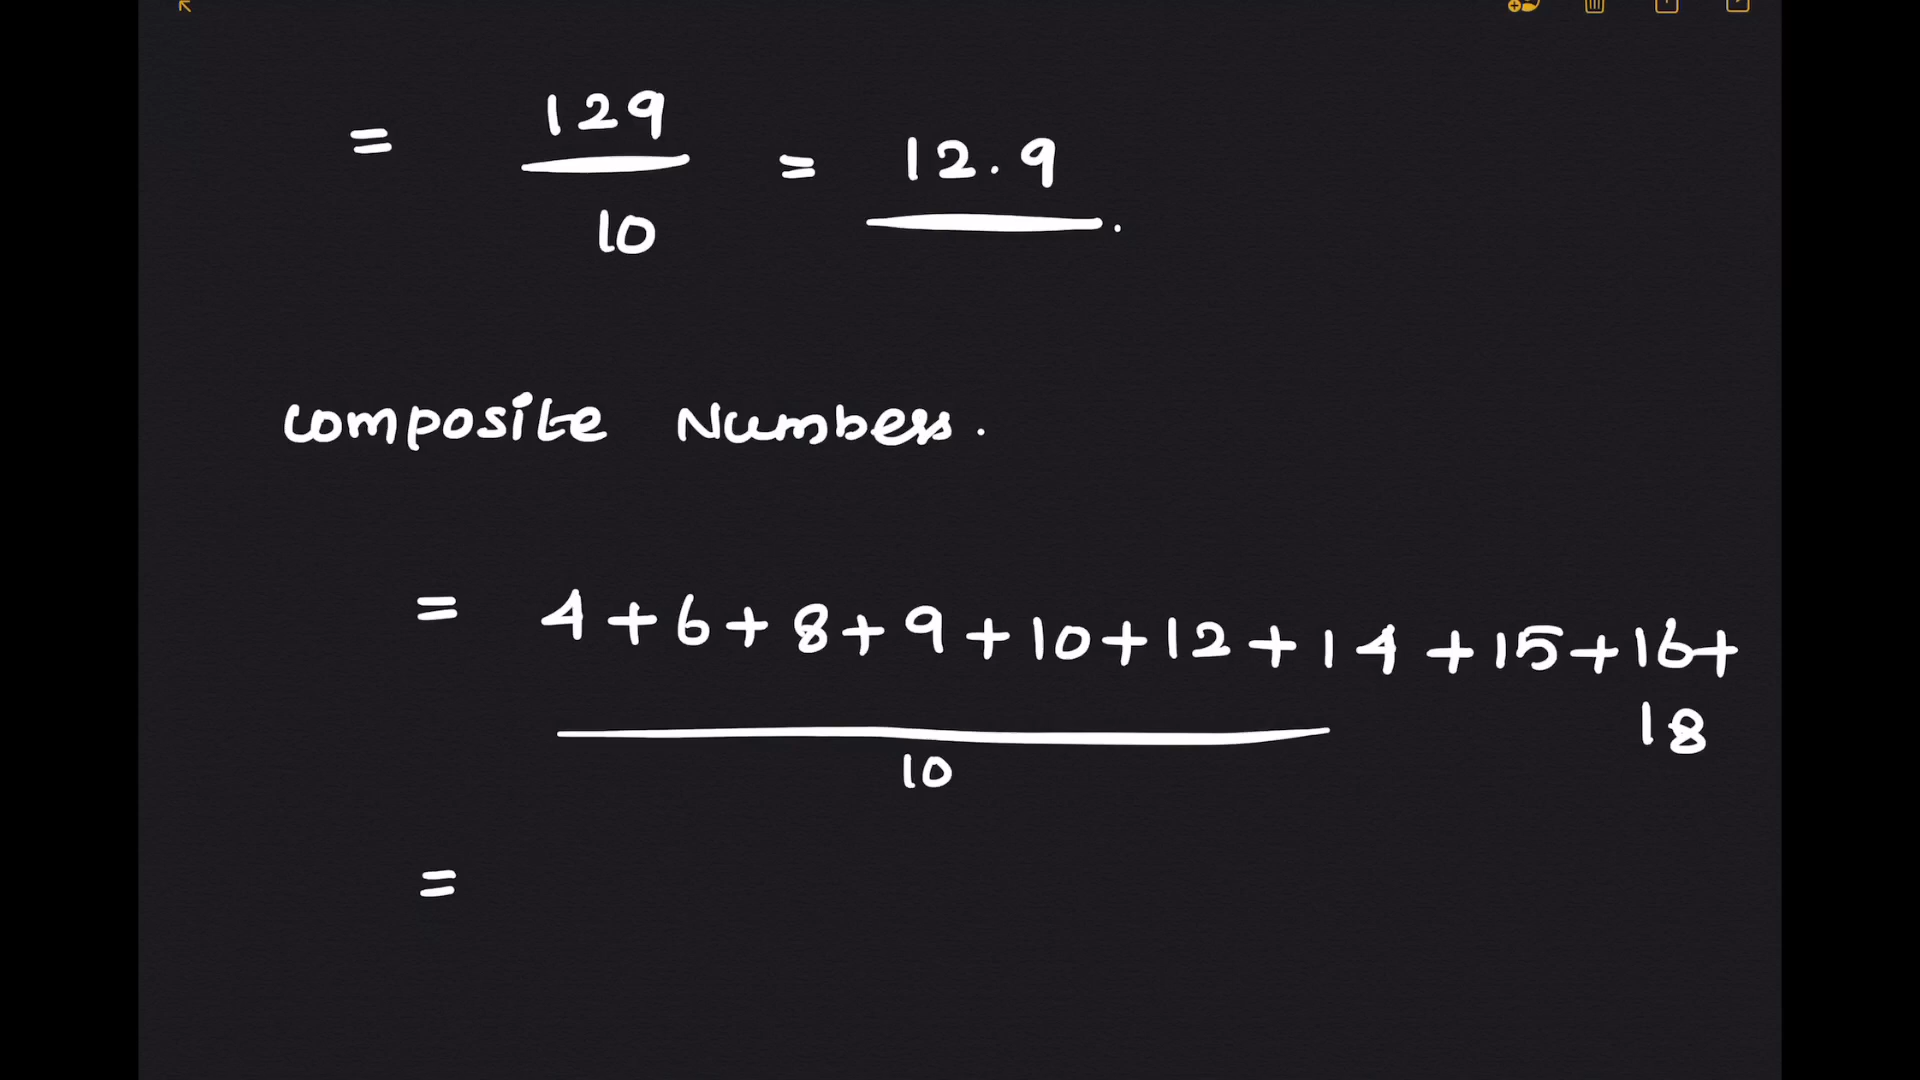 = 129/10 = 12.9.
Composite Numbers.
= 4+6+8+9+10+12+14+15+16+
18
10
=